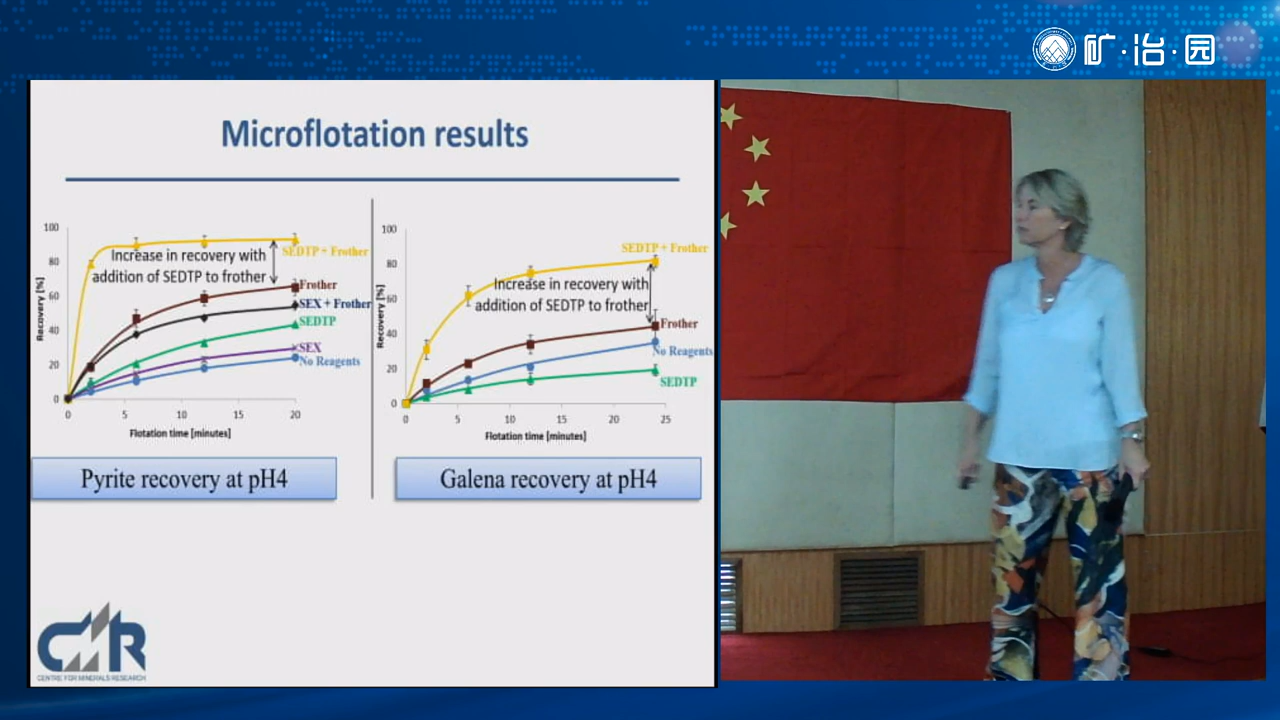 矿·冶·园
Microflotation results
100
80
60
40
20
0
0
5
10
15
20
Recovery [%]
Flotation time [minutes]
Increase in recovery with
addition of SEDTP to frother
SEDTP + Frother
Frother
SEX + Frother
SEDTP
SEX
No Reagents
Pyrite recovery at pH4
100
80
60
40
20
0
0
5
10
15
20
25
Recovery [%]
Flotation time [minutes]
SEDTP + Frother
Increase in recovery with
addition of SEDTP to frother
Frother
No Reagents
SEDTP
Galena recovery at pH4
CMR
CENTRE FOR MINERALS RESEARCH